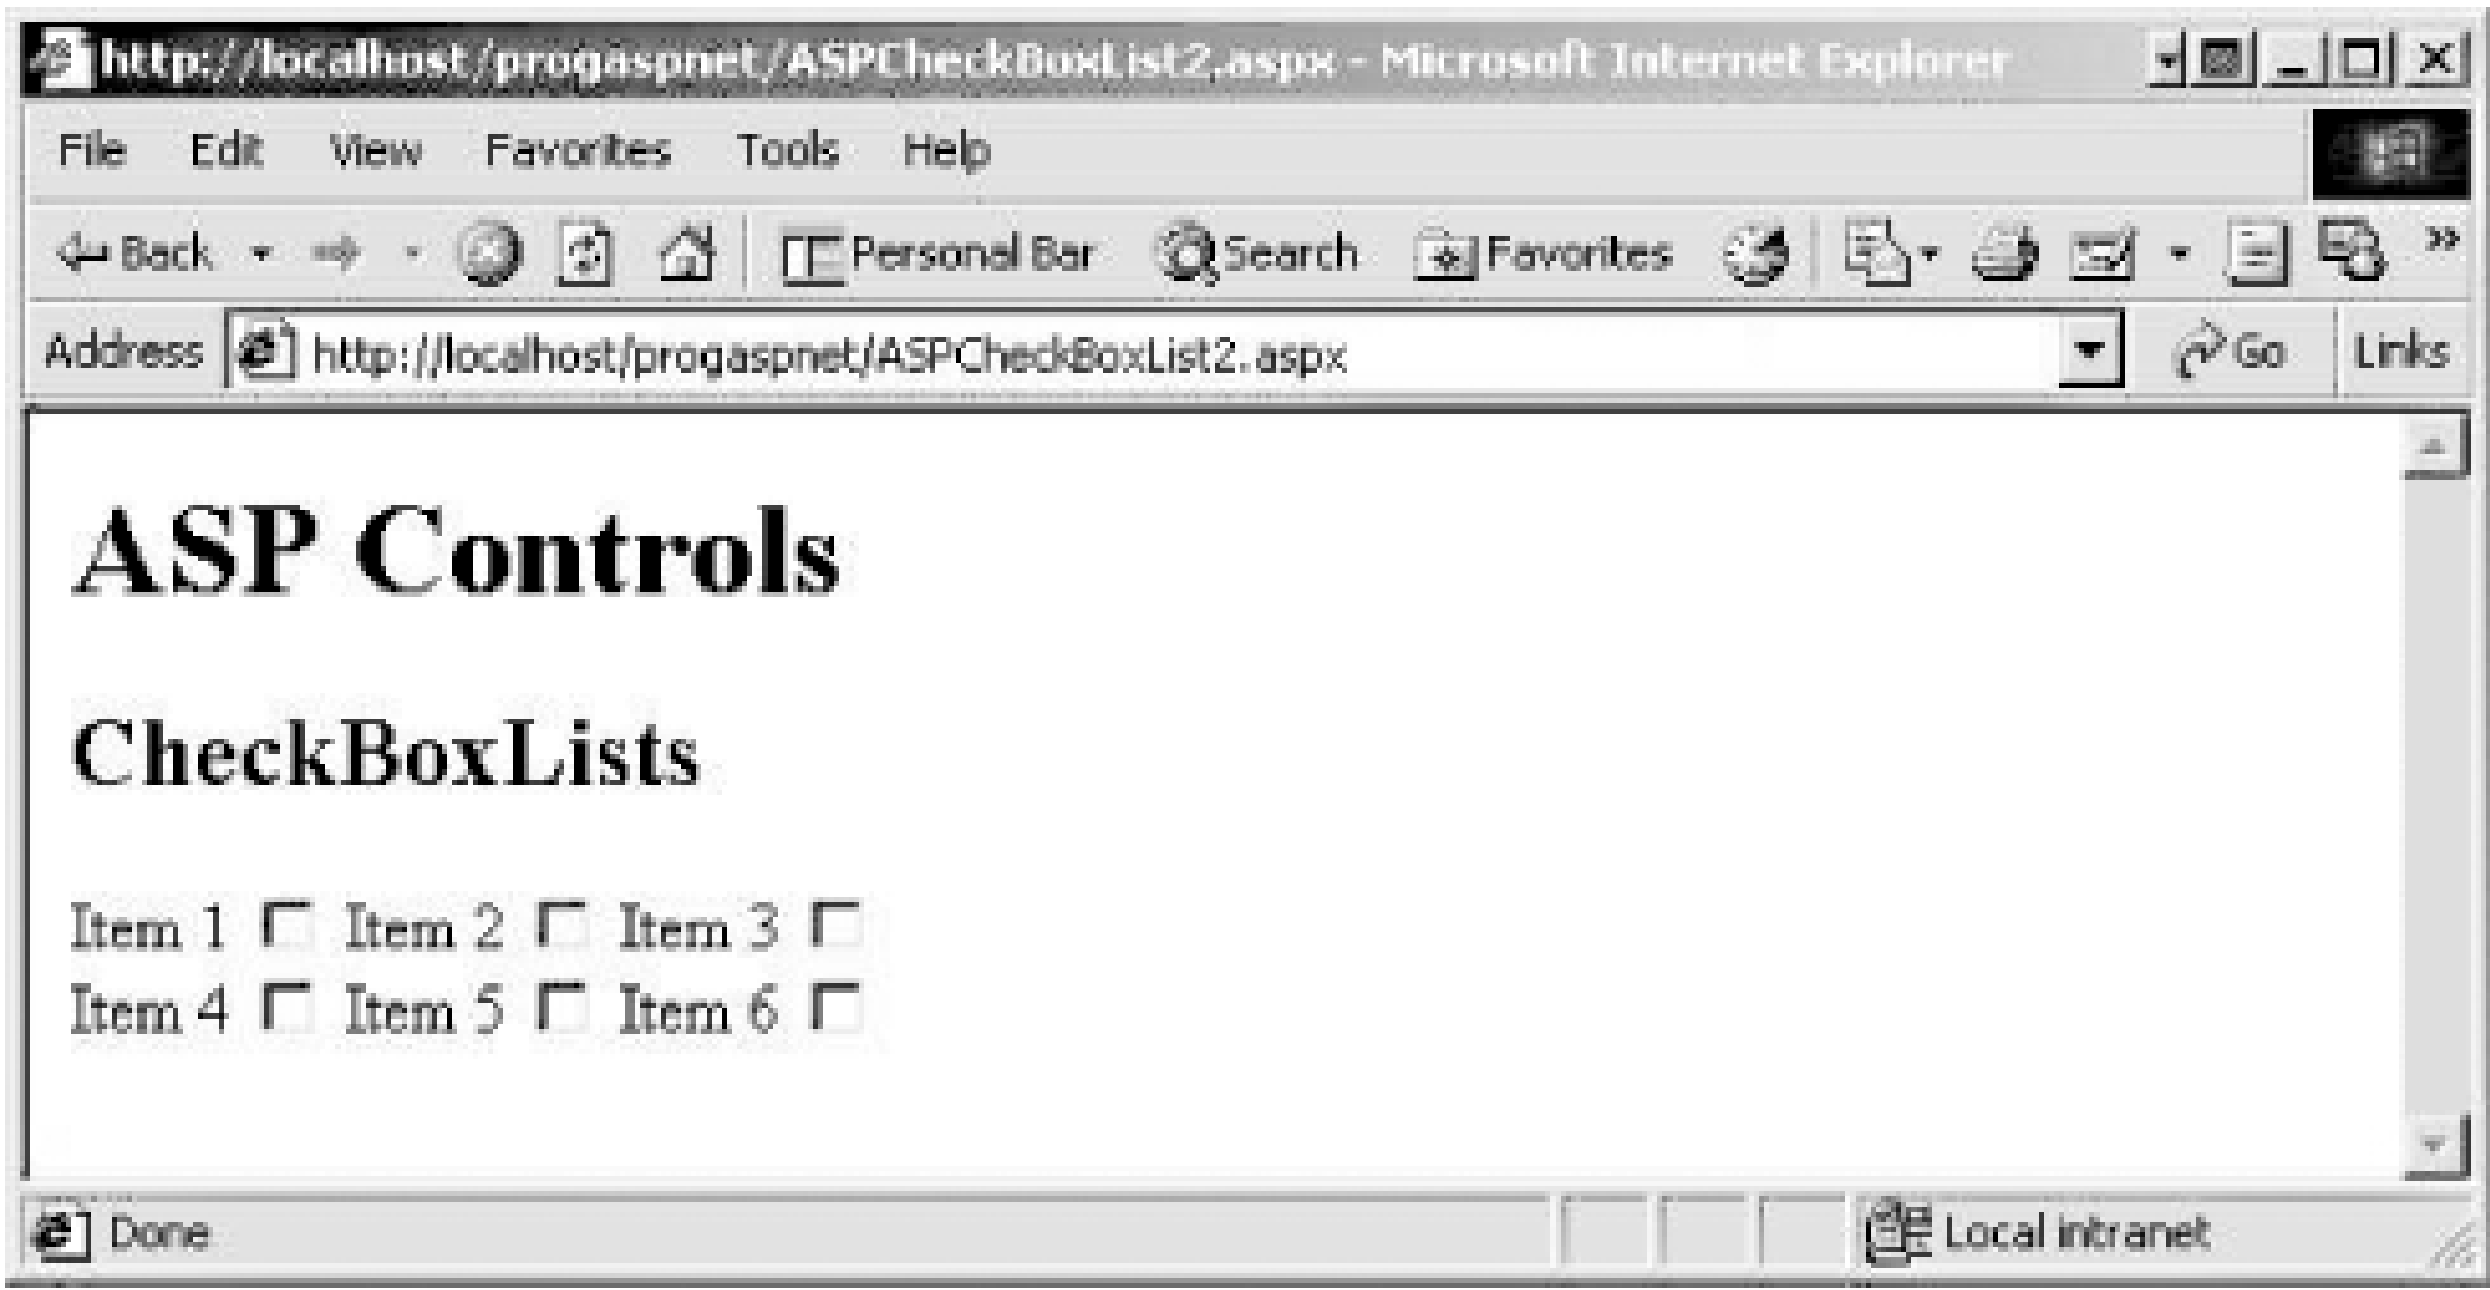 http://localhost/progaspnet/ASPCheckBoxList2.aspx - Microsoft Internet Explorer
File Edit View Favorites Tools Help
Back Personal Bar Search Favorites »
Address http://localhost/progaspnet/ASPCheckBoxList2.aspx Go Links
ASP Controls
CheckBoxLists
Item 1 Item 2 Item 3
Item 4 Item 5 Item 6
Done Local intranet